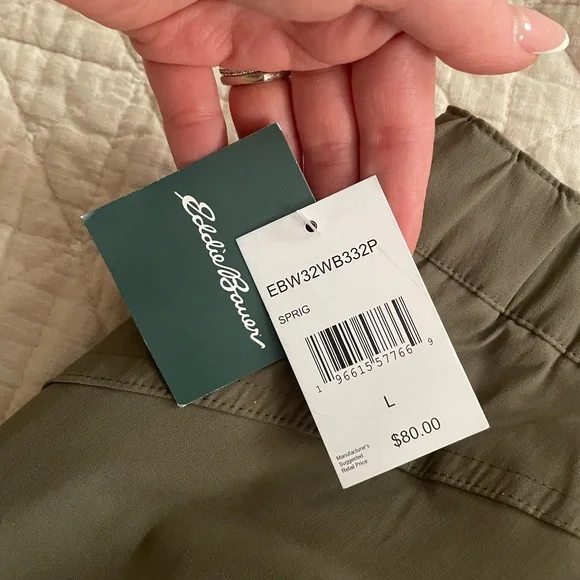 Eddie Bauer
EBW32WB332P
SPRIG
1 96615 57766 9
L
$80.00
Manufacturer's
Suggested
Retail Price